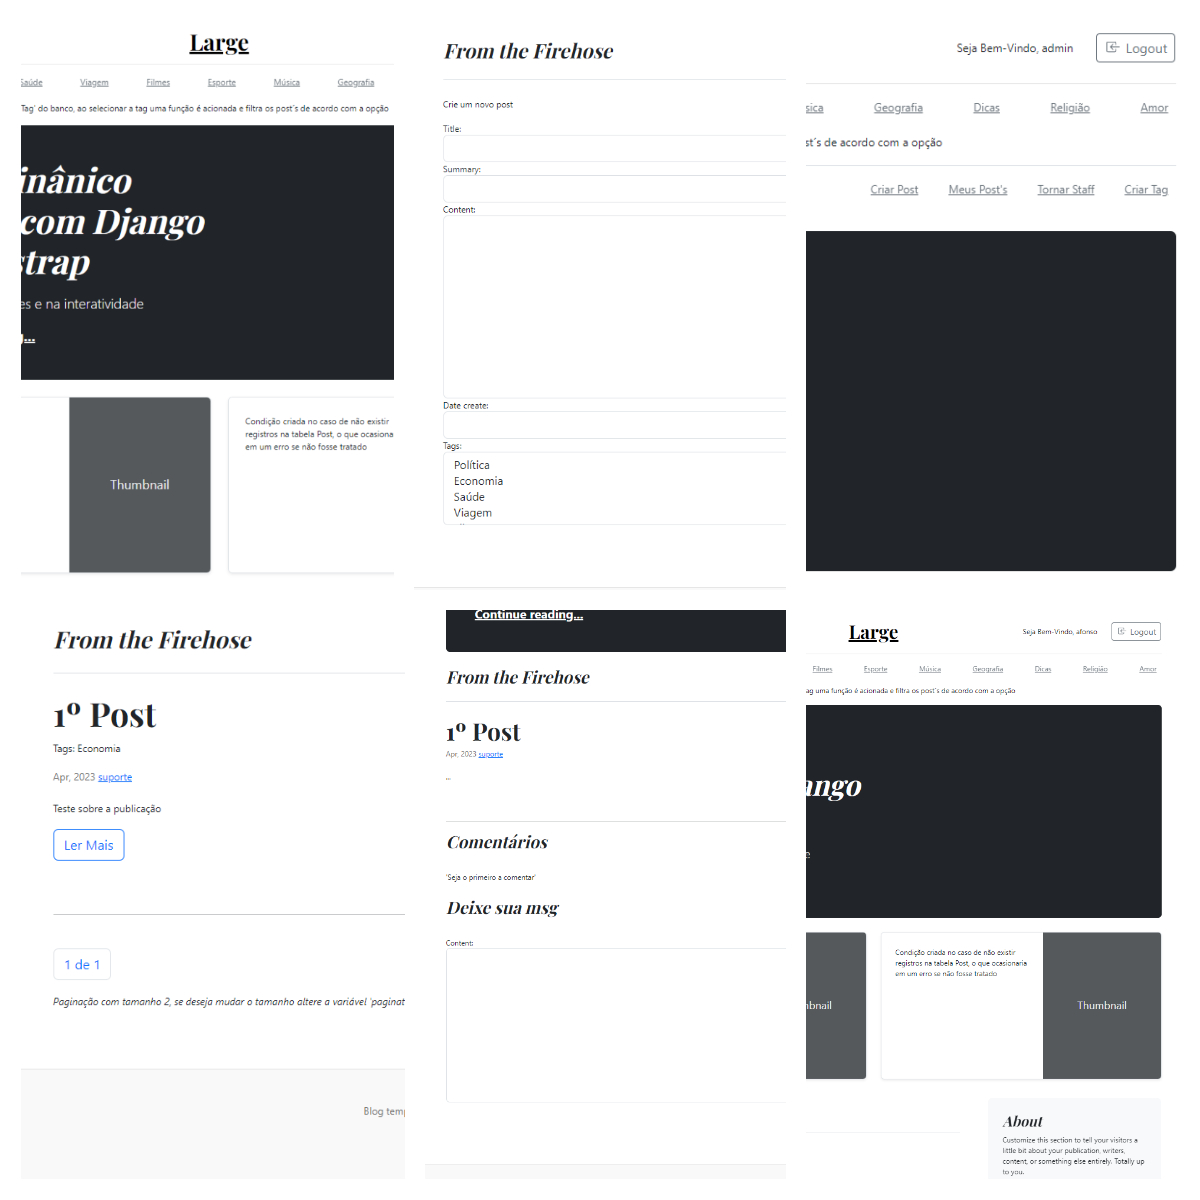 Large
Saúde Viagem Filmes Esporte Música Geografia
Tag' do banco, ao selecionar a tag uma função é acionada e filtra os post´s de acordo com a opção
inânico
com Django
strap
es e na interatividade
g...
Thumbnail
Condição criada no caso de não existir
registros na tabela Post, o que ocasiona
em um erro se não fosse tratado
From the Firehose
Crie um novo post
Title:
Summary:
Content:
Date create:
Tags:
Política
Economia
Saúde
Viagem
Seja Bem-Vindo, admin Logout
sica Geografia Dicas Religião Amor
st´s de acordo com a opção
Criar Post Meus Post's Tornar Staff Criar Tag
From the Firehose
1º Post
Tags: Economia
Apr, 2023 suporte
Teste sobre a publicação
Ler Mais
1 de 1
Paginação com tamanho 2, se deseja mudar o tamanho altere a variável 'paginat
Blog temp
Continue reading...
From the Firehose
1º Post
Apr, 2023 suporte
...
Comentários
'Seja o primeiro a comentar'
Deixe sua msg
Content:
Large Seja Bem-Vindo, afonso Logout
Filmes Esporte Música Geografia Dicas Religião Amor
ag uma função é acionada e filtra os post´s de acordo com a opção
ango
e
nbnail
Condição criada no caso de não existir
registros na tabela Post, o que ocasionaria
em um erro se não fosse tratado
Thumbnail
About
Customize this section to tell your visitors a
little bit about your publication, writers,
content, or something else entirely. Totally up
to you.